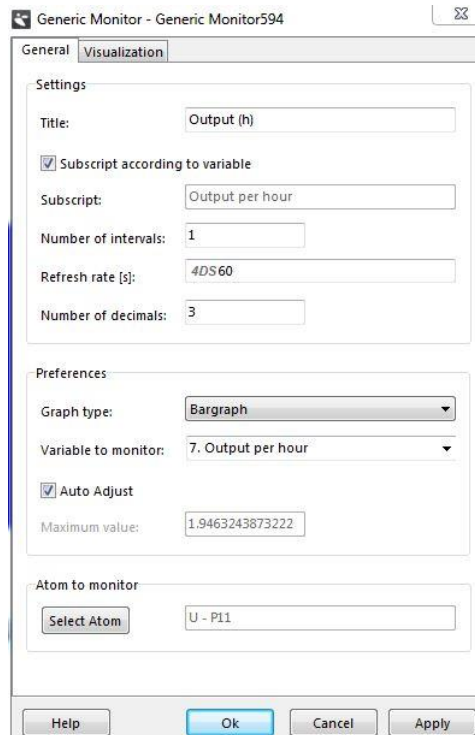 Generic Monitor - Generic Monitor594
General Visualization
Settings
Title: Output (h)
Subscript according to variable
Subscript: Output per hour
Number of intervals: 1
Refresh rate [s]: 4DS60
Number of decimals: 3
Preferences
Graph type: Bargraph
Variable to monitor: 7. Output per hour
Auto Adjust
Maximum value: 1.9463243873222
Atom to monitor
Select Atom U - P11
Help Ok Cancel Apply